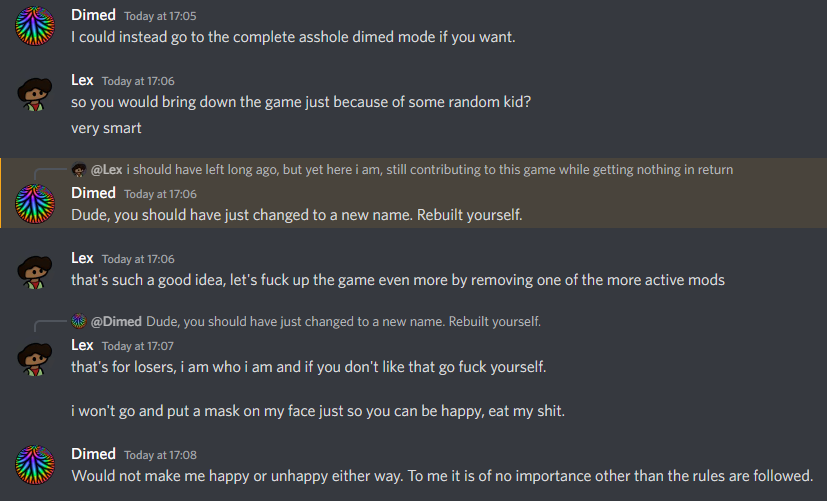 Dimed Today at 17:05
I could instead go to the complete asshole dimed mode if you want.
Lex Today at 17:06
so you would bring down the game just because of some random kid?
very smart
@Lex i should have left long ago, but yet here i am, still contributing to this game while getting nothing in return
Dimed Today at 17:06
Dude, you should have just changed to a new name. Rebuilt yourself.
Lex Today at 17:06
that's such a good idea, let's fuck up the game even more by removing one of the more active mods
@Dimed Dude, you should have just changed to a new name. Rebuilt yourself.
Lex Today at 17:07
that's for losers, i am who i am and if you don't like that go fuck yourself.
i won't go and put a mask on my face just so you can be happy, eat my shit.
Dimed Today at 17:08
Would not make me happy or unhappy either way. To me it is of no importance other than the rules are followed.